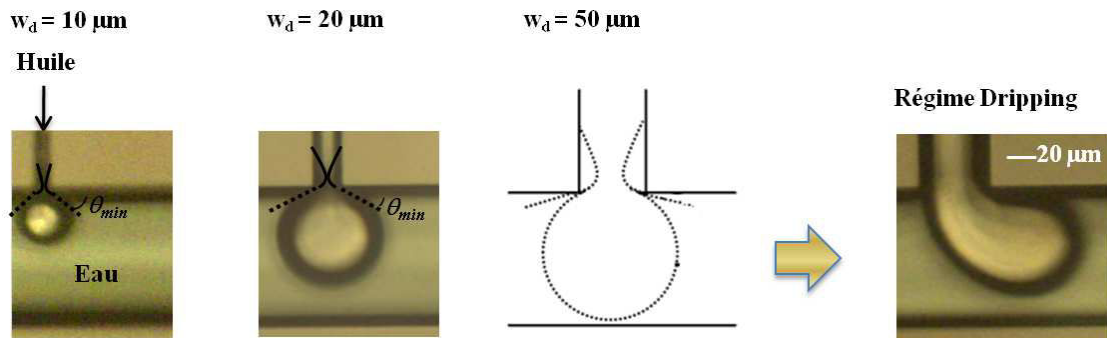 w_d = 10 µm
w_d = 20 µm
w_d = 50 µm
Huile
Régime Dripping
20 µm
θ_min
θ_min
Eau